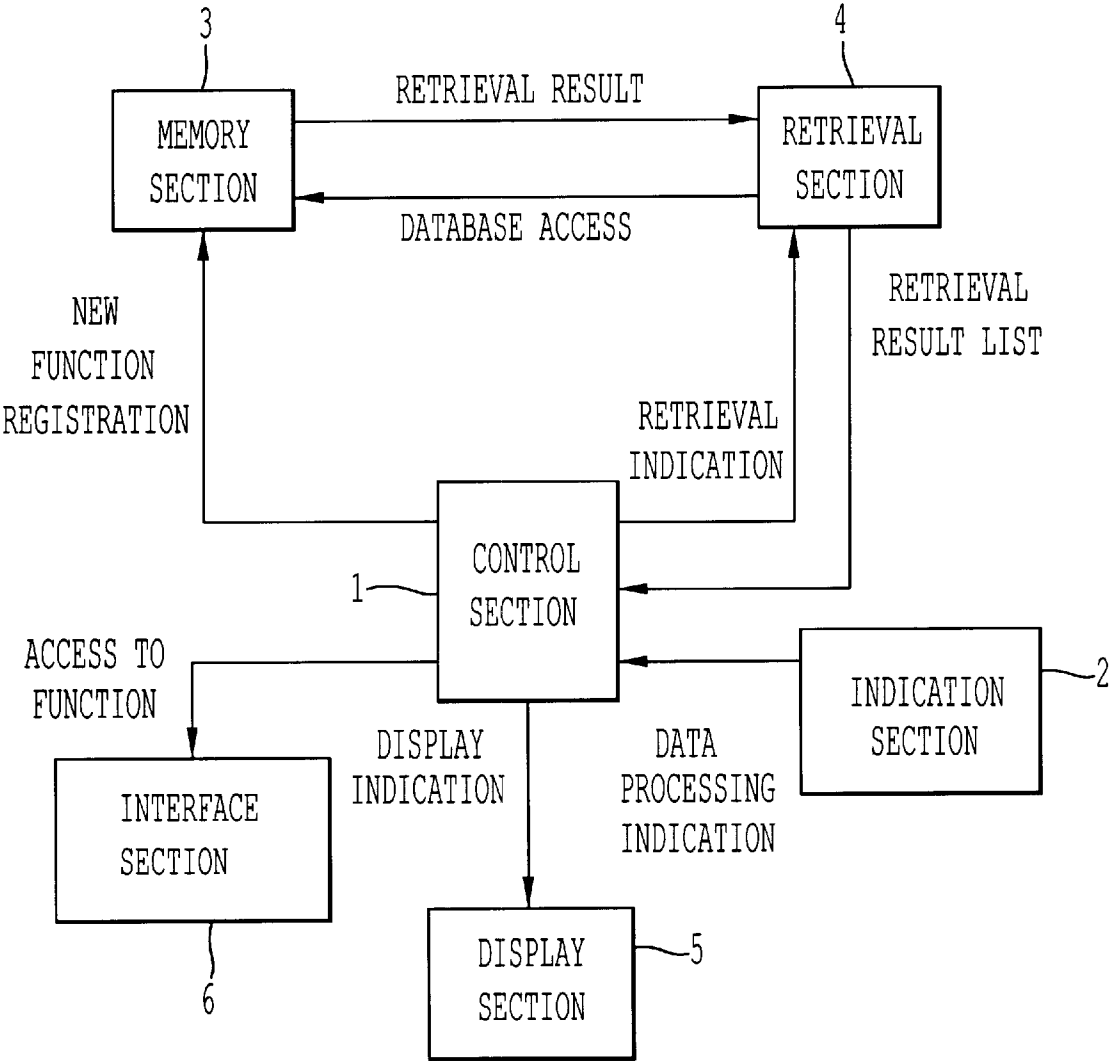 3
4
MEMORY
SECTION
RETRIEVAL RESULT
RETRIEVAL
SECTION
DATABASE ACCESS
NEW
FUNCTION
REGISTRATION
RETRIEVAL
RESULT LIST
RETRIEVAL
INDICATION
1
CONTROL
SECTION
ACCESS TO
FUNCTION
INDICATION
SECTION
2
DISPLAY
INDICATION
DATA
PROCESSING
INDICATION
INTERFACE
SECTION
6
DISPLAY
SECTION
5